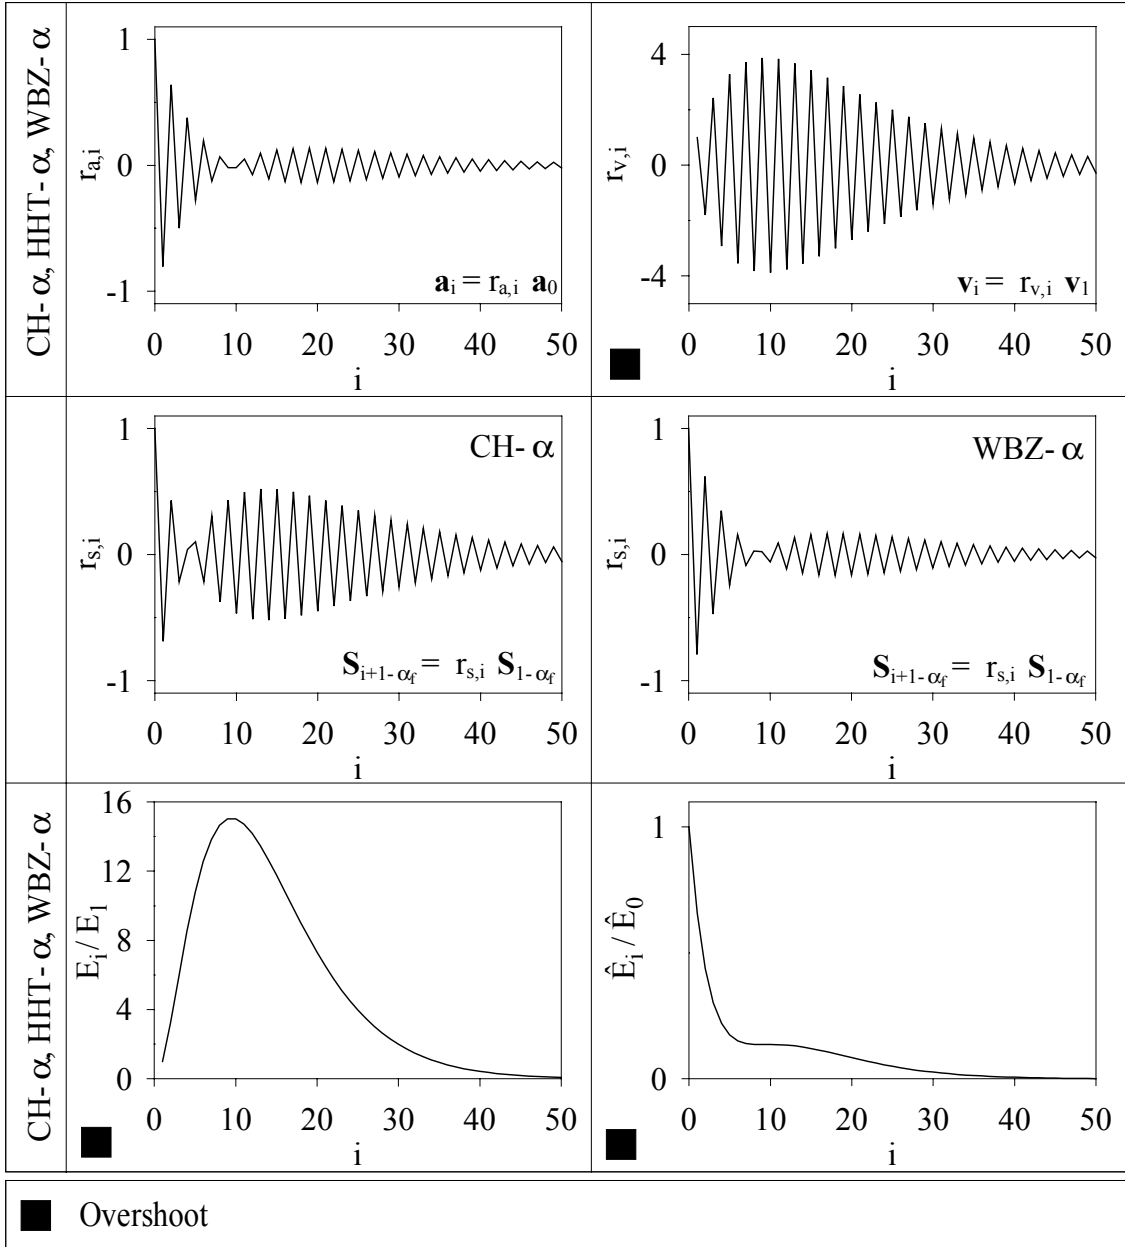 CH- α, HHT- α, WBZ- α
1
0
-1
r_a,i
a_i = r_a,i a_0
0 10 20 30 40 50
i
4
0
-4
r_v,i
v_i = r_v,i v_1
0 10 20 30 40 50
i
1
0
-1
r_s,i
CH- α
S_i+1-α_f = r_s,i S_1-α_f
0 10 20 30 40 50
i
1
0
-1
r_s,i
WBZ- α
S_i+1-α_f = r_s,i S_1-α_f
0 10 20 30 40 50
i
CH- α, HHT- α, WBZ- α
16
12
8
4
0
E_i / E_1
0 10 20 30 40 50
i
1
0
Ê_i / Ê_0
0 10 20 30 40 50
i
Overshoot